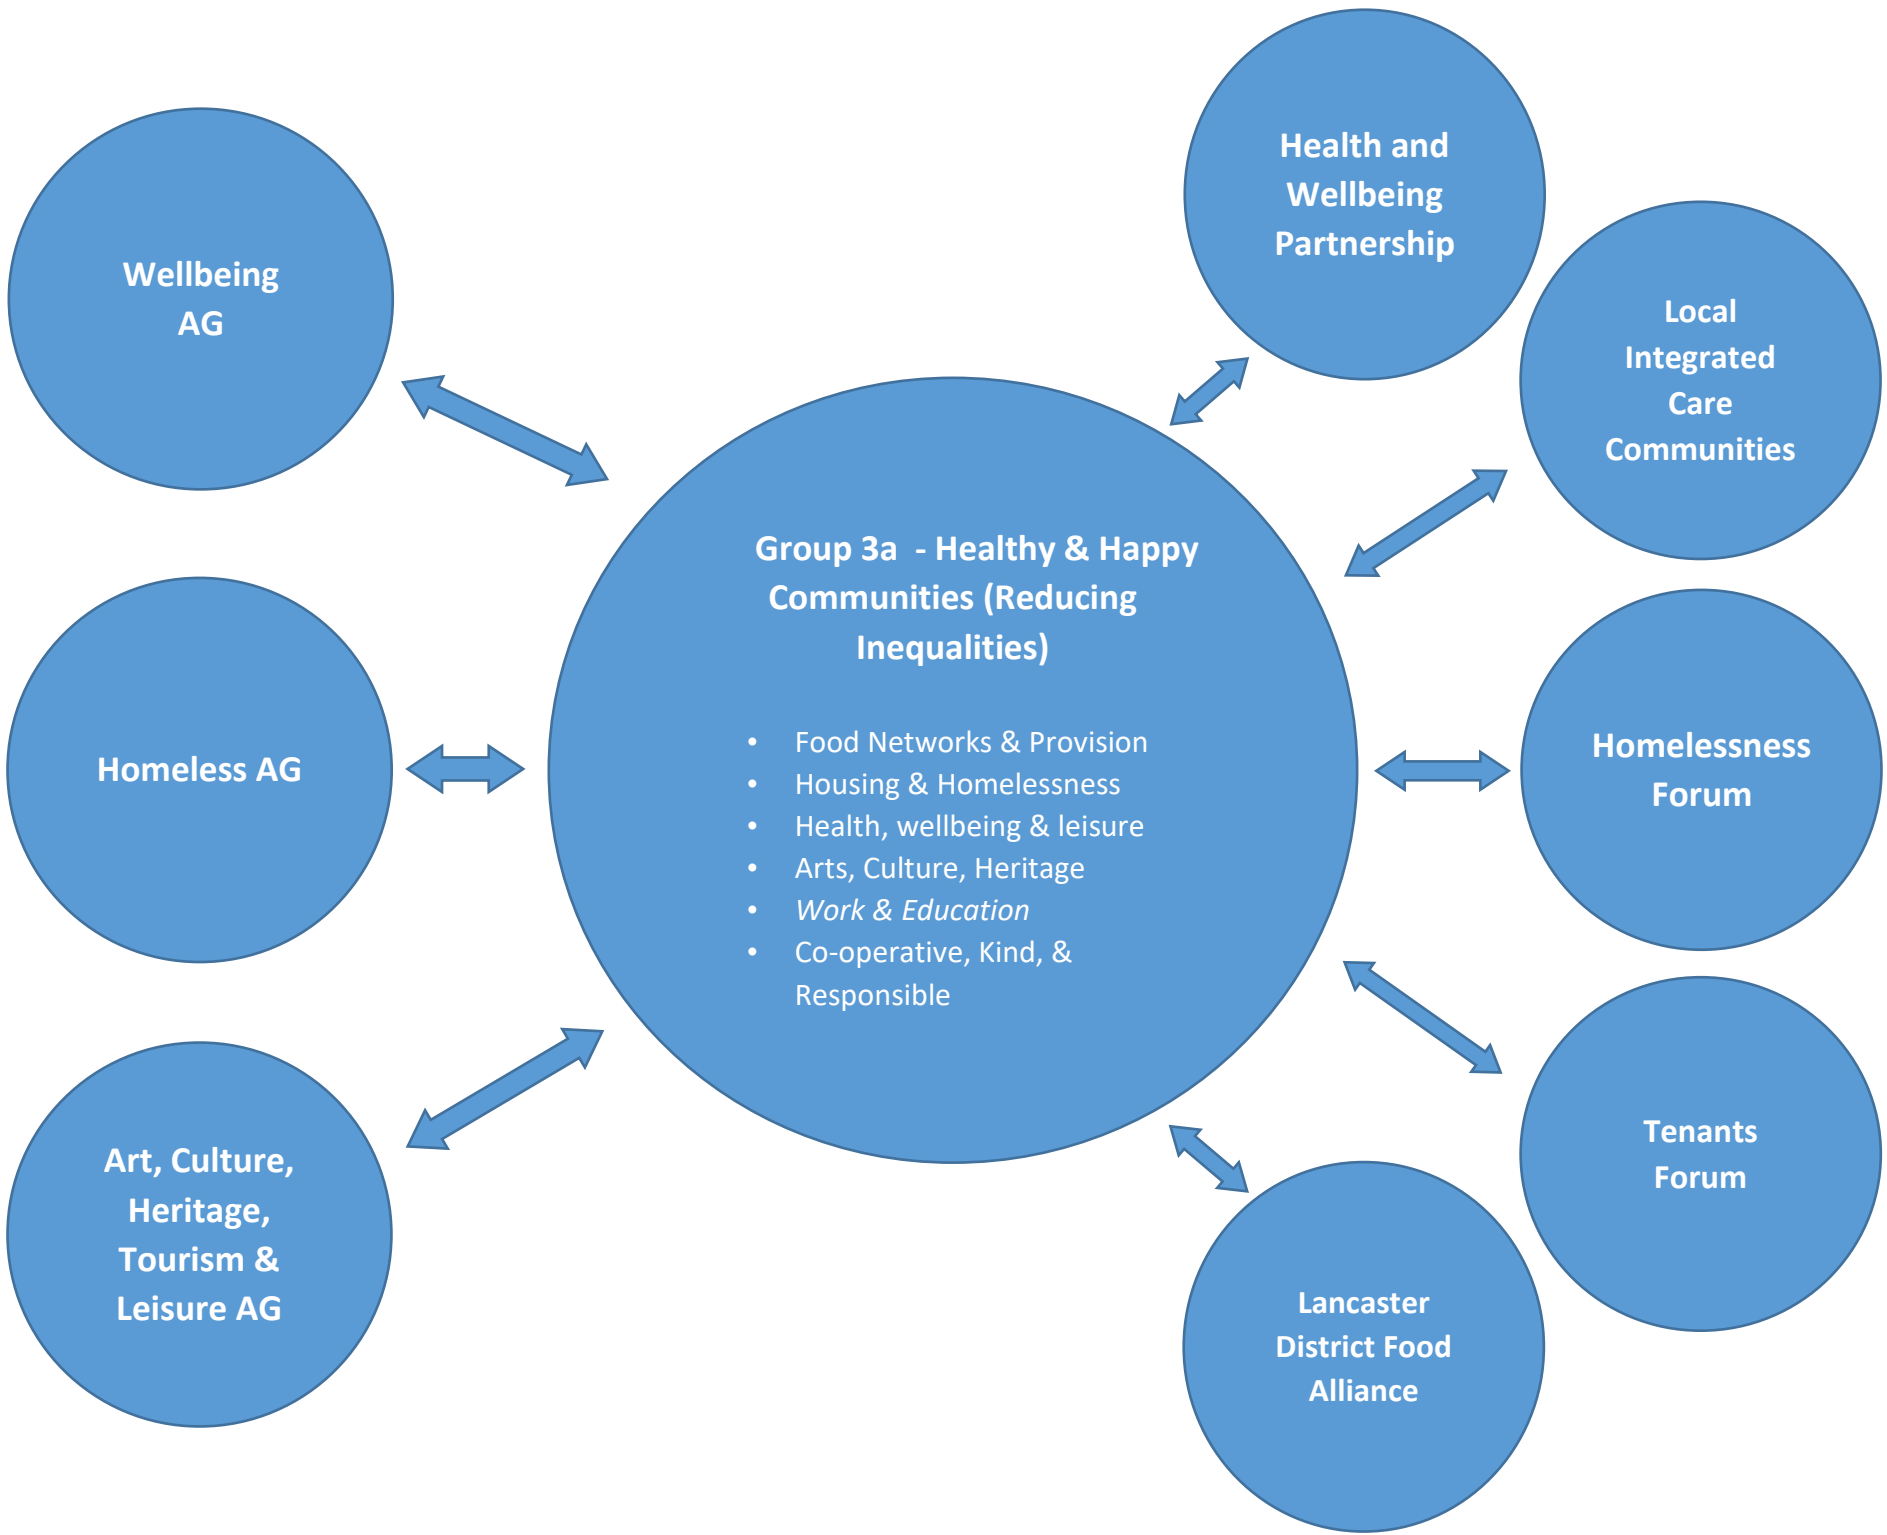 Wellbeing
AG
Homeless AG
Art, Culture,
Heritage,
Tourism &
Leisure AG
Group 3a  - Healthy & Happy
Communities (Reducing
Inequalities)
• Food Networks & Provision
• Housing & Homelessness
• Health, wellbeing & leisure
• Arts, Culture, Heritage
• Work & Education
• Co-operative, Kind, &
Responsible
Health and
Wellbeing
Partnership
Local
Integrated
Care
Communities
Homelessness
Forum
Tenants
Forum
Lancaster
District Food
Alliance